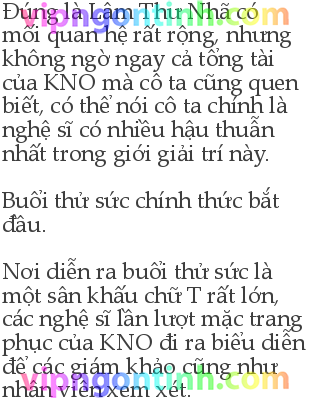 Đúng là Lâm Thư Nhã có
mối quan hệ rất rộng, nhưng
không ngờ ngay cả tổng tài
của KNO mà cô ta cũng quen
biết, có thể nói cô ta chính là
nghệ sĩ có nhiều hậu thuẫn
nhất trong giới giải trí này.
Buổi thử sức chính thức bắt
đầu.
Nơi diễn ra buổi thử sức là
một sân khấu chữ T rất lớn,
các nghệ sĩ lần lượt mặc trang
phục của KNO đi ra biểu diễn
để các giám khảo cũng như
nhân viên xem xét.
vipngontinh.com
vipngontinh.com